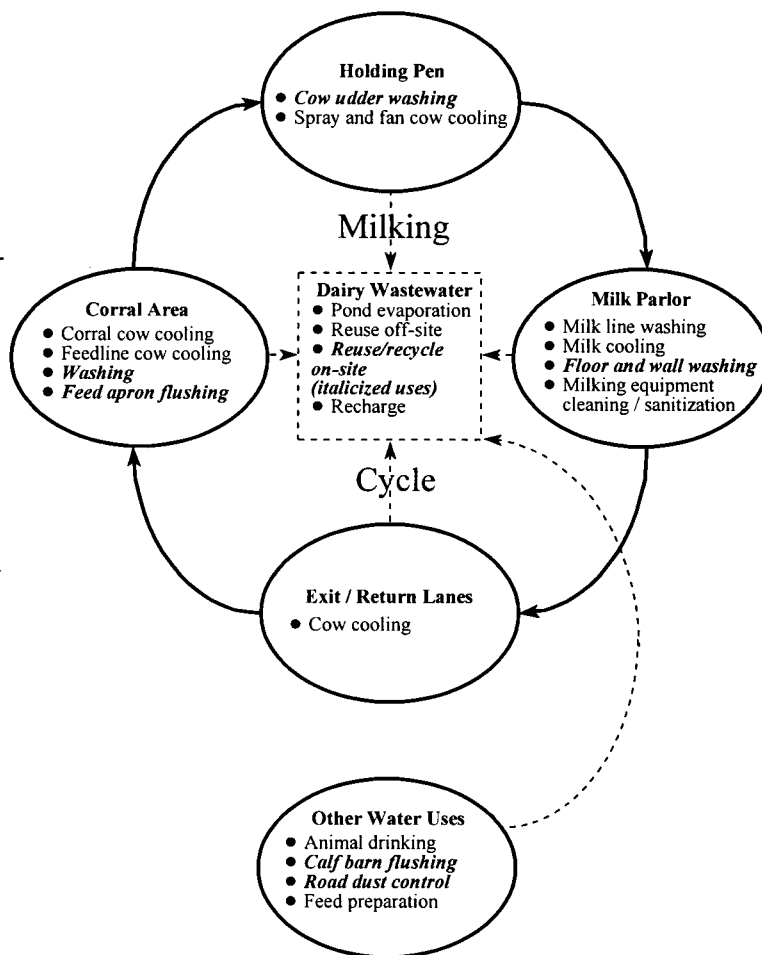 Holding Pen
● Cow udder washing
● Spray and fan cow cooling
Milking
Corral Area
● Corral cow cooling
● Feedline cow cooling
● Washing
● Feed apron flushing
Dairy Wastewater
● Pond evaporation
● Reuse off-site
● Reuse/recycle
on-site
(italicized uses)
● Recharge
Milk Parlor
● Milk line washing
● Milk cooling
● Floor and wall washing
● Milking equipment
cleaning / sanitization
Cycle
Exit / Return Lanes
● Cow cooling
Other Water Uses
● Animal drinking
● Calf barn flushing
● Road dust control
● Feed preparation